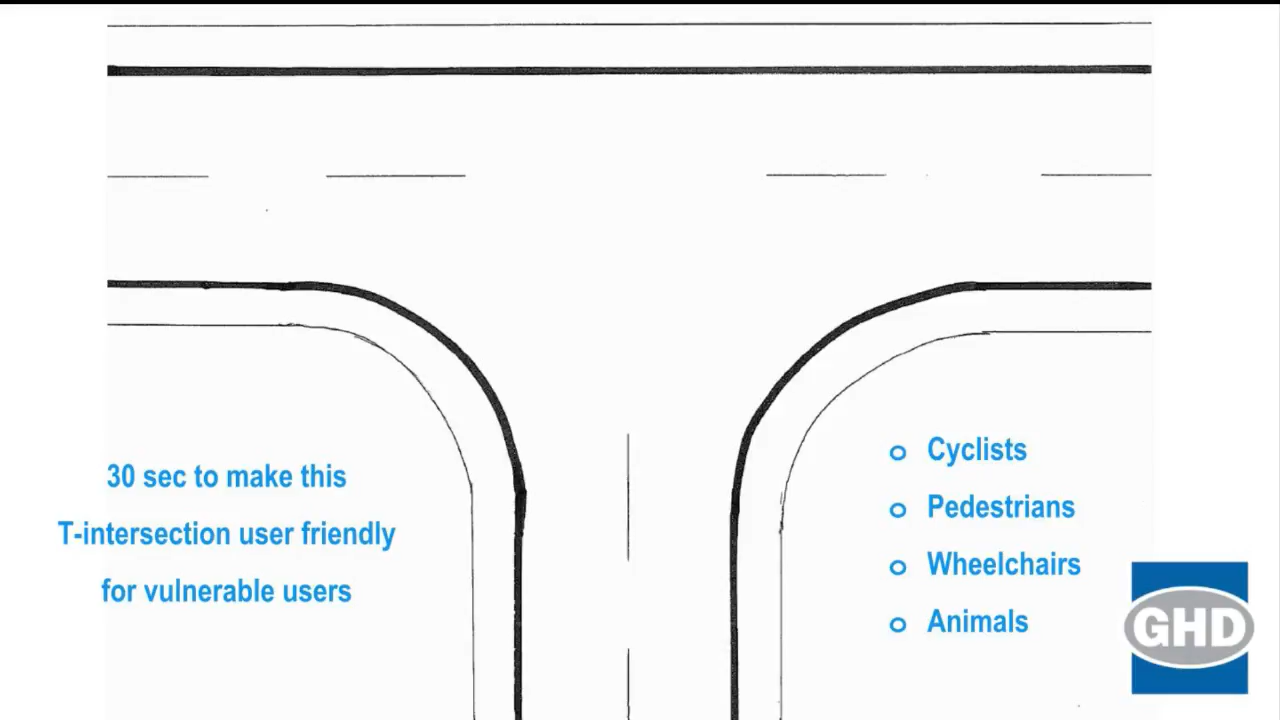 30 sec to make this
T-intersection user friendly
for vulnerable users
Cyclists
Pedestrians
Wheelchairs
Animals
GHD